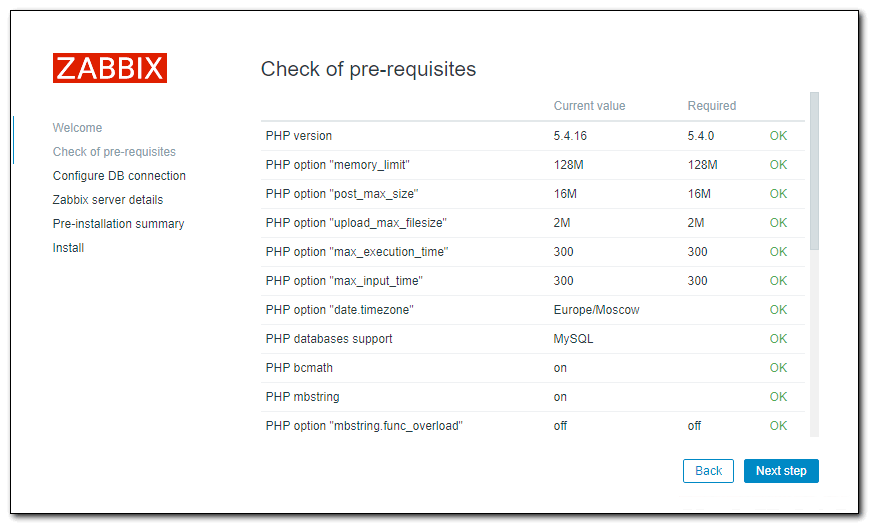 ZABBIX
Welcome
Check of pre-requisites
Configure DB connection
Zabbix server details
Pre-installation summary
Install
Check of pre-requisites
Current value Required
PHP version 5.4.16 5.4.0 OK
PHP option "memory_limit" 128M 128M OK
PHP option "post_max_size" 16M 16M OK
PHP option "upload_max_filesize" 2M 2M OK
PHP option "max_execution_time" 300 300 OK
PHP option "max_input_time" 300 300 OK
PHP option "date.timezone" Europe/Moscow OK
PHP databases support MySQL OK
PHP bcmath on OK
PHP mbstring on OK
PHP option "mbstring.func_overload" off off OK
Back Next step